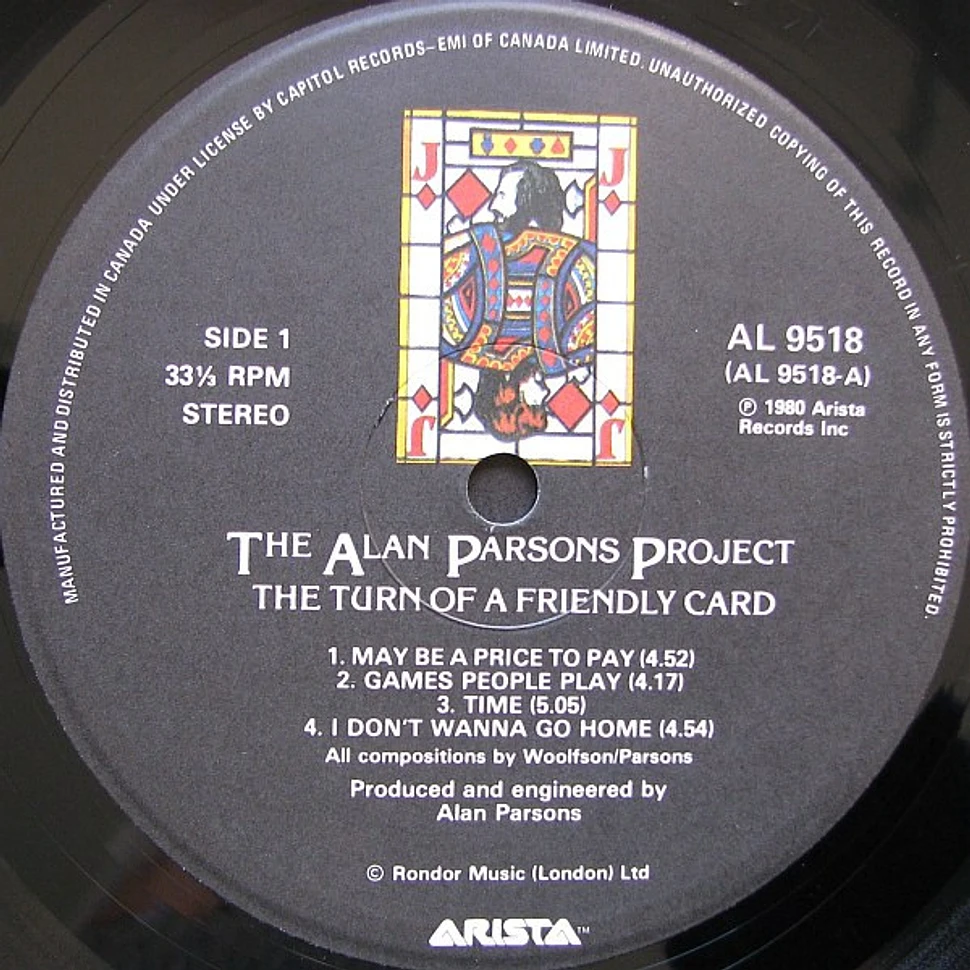 MANUFACTURED AND DISTRIBUTED IN CANADA UNDER LICENSE BY CAPITOL RECORDS–EMI OF CANADA LIMITED. UNAUTHORIZED COPYING OF THIS RECORD IN ANY FORM IS STRICTLY PROHIBITED.
J J
SIDE 1
33⅓ RPM
STEREO
AL 9518
(AL 9518-A)
℗ 1980 Arista
Records Inc
J J
THE ALAN PARSONS PROJECT
THE TURN OF A FRIENDLY CARD
1. MAY BE A PRICE TO PAY (4.52)
2. GAMES PEOPLE PLAY (4.17)
3. TIME (5.05)
4. I DON'T WANNA GO HOME (4.54)
All compositions by Woolfson/Parsons
Produced and engineered by
Alan Parsons
© Rondor Music (London) Ltd
ARISTA™